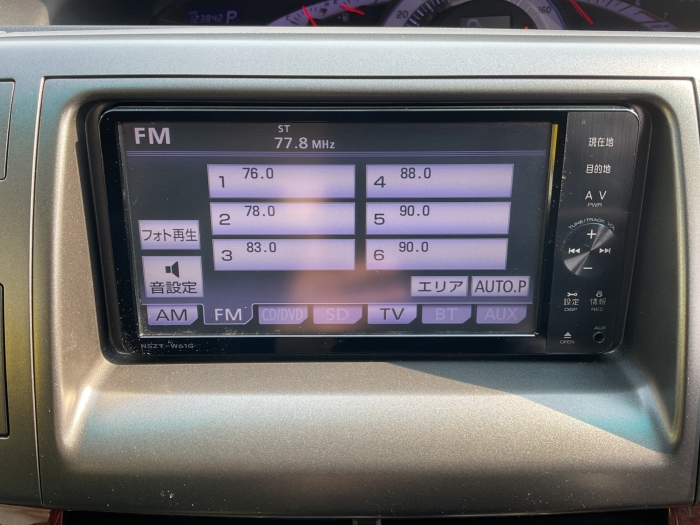 P
FM
ST
77.8 MHz
1 76.0
4 88.0
2 78.0
5 90.0
3 83.0
6 90.0
フォト再生
音設定
エリア AUTO.P
AM FM CD/DVD SD TV BT AUX
NSZT-W61G
現在地
目的地
AV
PWR
TUNE/TRACK VOL
設定 情報
DISP REC
OPEN
AUX